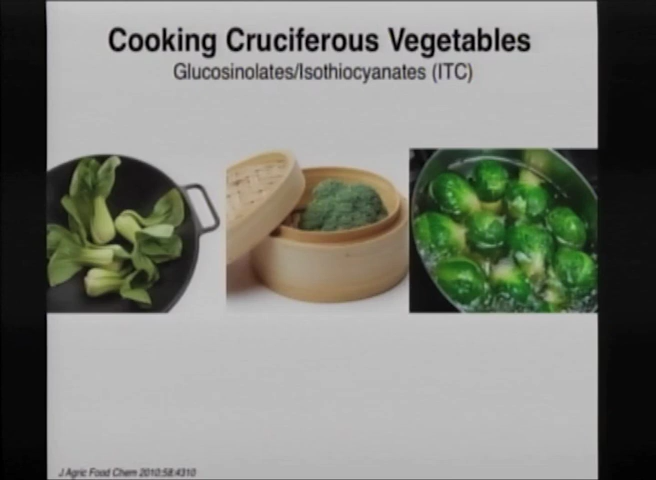 Cooking Cruciferous Vegetables
Glucosinolates/Isothiocyanates (ITC)
J Agric Food Chem 2010;58:4310